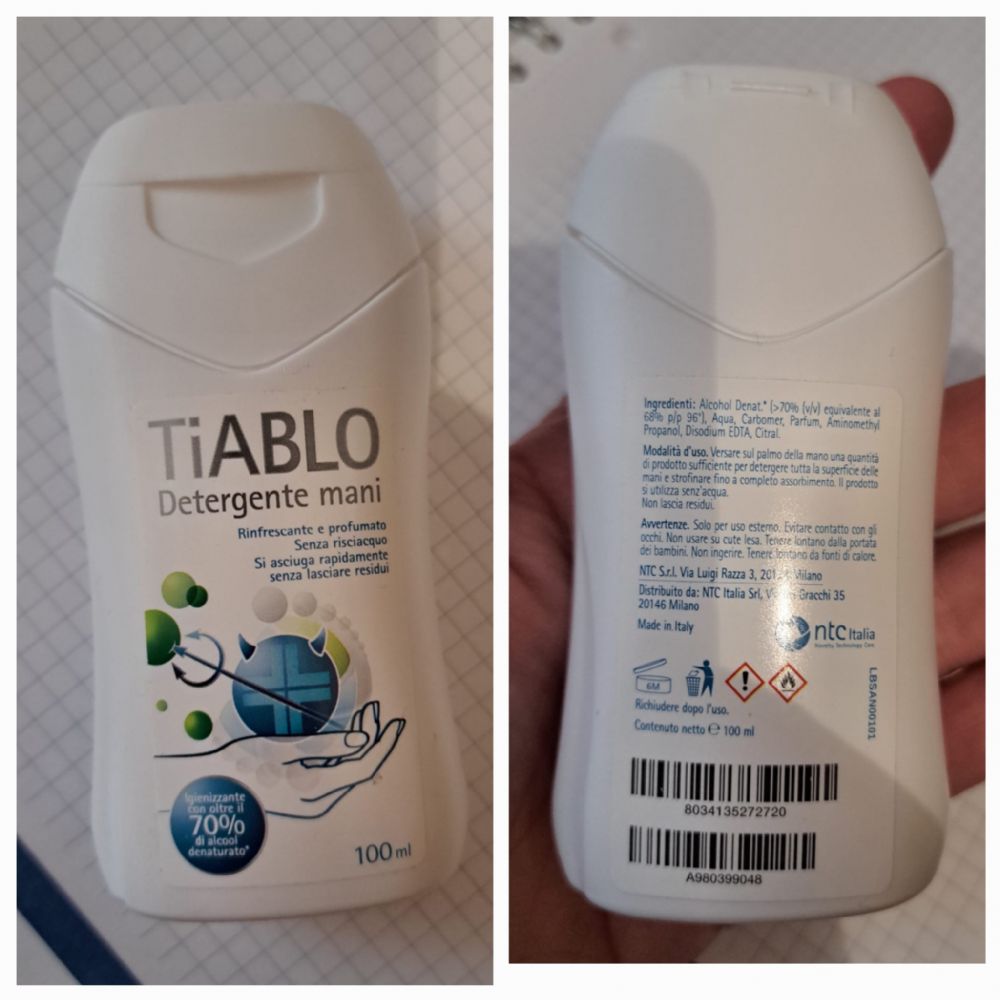 TiABLO
Detergente mani
Rinfrescante e profumato
Senza risciacquo
Si asciuga rapidamente
senza lasciare residui
Igienizzante
con oltre il
70%
di alcool
denaturato*
100 ml
Ingredienti: Alcohol Denat.* (>70% (v/v) equivalente al
68% p/p 96°), Aqua, Carbomer, Parfum, Aminomethyl
Propanol, Disodium EDTA, Citral.
Modalità d'uso. Versare sul palmo della mano una quantità
di prodotto sufficiente per detergere tutta la superficie delle
mani e strofinare fino a completo assorbimento. Il prodotto
si utilizza senz'acqua.
Non lascia residui.
Avvertenze. Solo per uso esterno. Evitare contatto con gli
occhi. Non usare su cute lesa. Tenere lontano dalla portata
dei bambini. Non ingerire. Tenere lontano da fonti di calore.
NTC S.r.l. Via Luigi Razza 3, Milano
Distribuito da: NTC Italia Srl, Gracchi 35
20146 Milano
Made in Italy
ntc Italia
Novelty Technology Care
6M
Richiudere dopo l'uso.
Contenuto netto ℮ 100 ml
LBSAN00101
8034135272720
A980399048